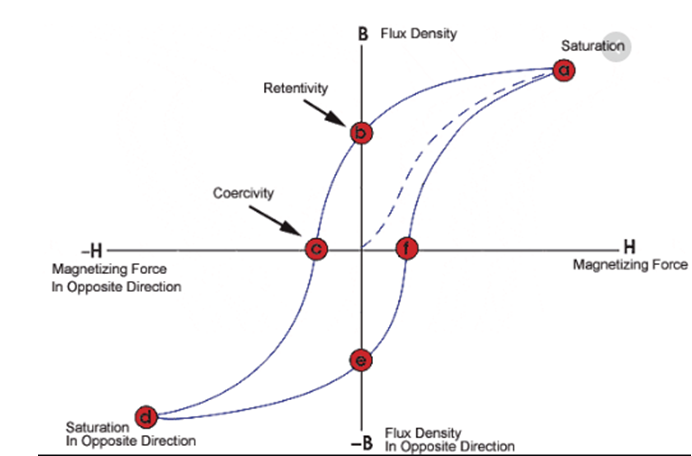 B Flux Density
Saturation
a
Retentivity
b
Coercivity
c
f
-H
H
Magnetizing Force
In Opposite Direction
Magnetizing Force
e
d
Saturation
In Opposite Direction
-B
Flux Density
In Opposite Direction